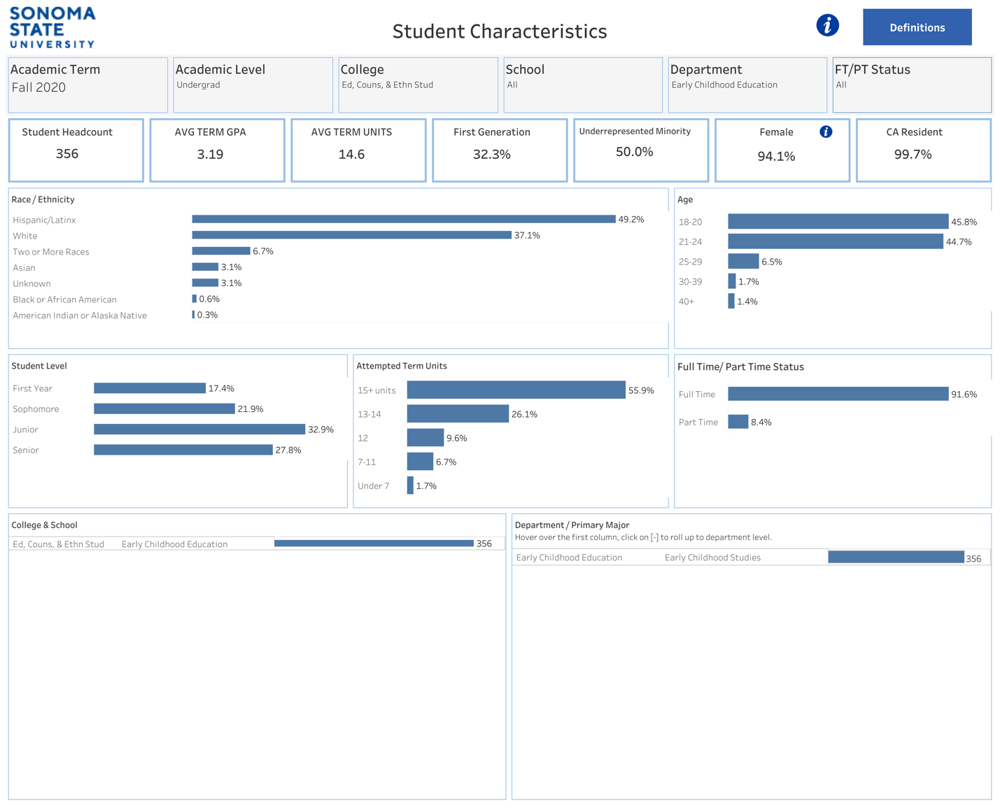 SONOMA
STATE
UNIVERSITY
Student Characteristics
i
Definitions
Academic Term
Fall 2020
Academic Level
Undergrad
College
Ed, Couns, & Ethn Stud
School
All
Department
Early Childhood Education
FT/PT Status
All
Student Headcount
356
AVG TERM GPA
3.19
AVG TERM UNITS
14.6
First Generation
32.3%
Underrepresented Minority
50.0%
Female
i
94.1%
CA Resident
99.7%
Race / Ethnicity
Hispanic/Latinx 49.2%
White 37.1%
Two or More Races 6.7%
Asian 3.1%
Unknown 3.1%
Black or African American 0.6%
American Indian or Alaska Native 0.3%
Age
18-20 45.8%
21-24 44.7%
25-29 6.5%
30-39 1.7%
40+ 1.4%
Student Level
First Year 17.4%
Sophomore 21.9%
Junior 32.9%
Senior 27.8%
Attempted Term Units
15+ units 55.9%
13-14 26.1%
12 9.6%
7-11 6.7%
Under 7 1.7%
Full Time/ Part Time Status
Full Time 91.6%
Part Time 8.4%
College & School
Ed, Couns, & Ethn Stud Early Childhood Education 356
Department / Primary Major
Hover over the first column, click on [-] to roll up to department level.
Early Childhood Education Early Childhood Studies 356